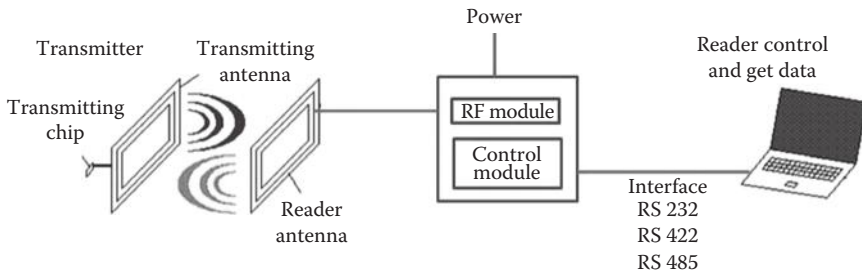 Transmitter
Transmitting
antenna
Transmitting
chip
Reader
antenna
Power
RF module
Control
module
Interface
RS 232
RS 422
RS 485
Reader control
and get data